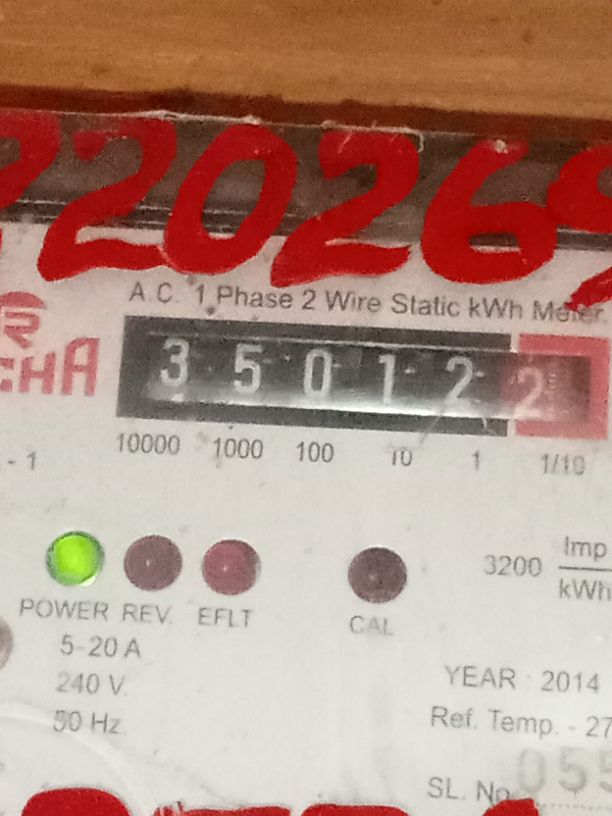 220269
A.C. 1 Phase 2 Wire Static kWh Meter
CHA
3 5 0 1 2 2
10000 1000 100 10 1 1/10
- 1
3200 Imp
kWh
POWER REV. EFLT CAL
5-20 A
240 V.
50 Hz.
YEAR : 2014
Ref. Temp. - 27
SL. No. 055